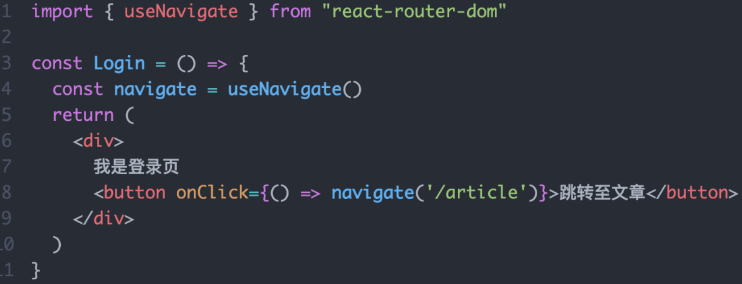 1 import { useNavigate } from "react-router-dom"
2
3 const Login = () => {
4   const navigate = useNavigate()
5   return (
6     <div>
7       我是登录页
8       <button onClick={() => navigate('/article')}>跳转至文章</button>
9     </div>
10   )
11 }